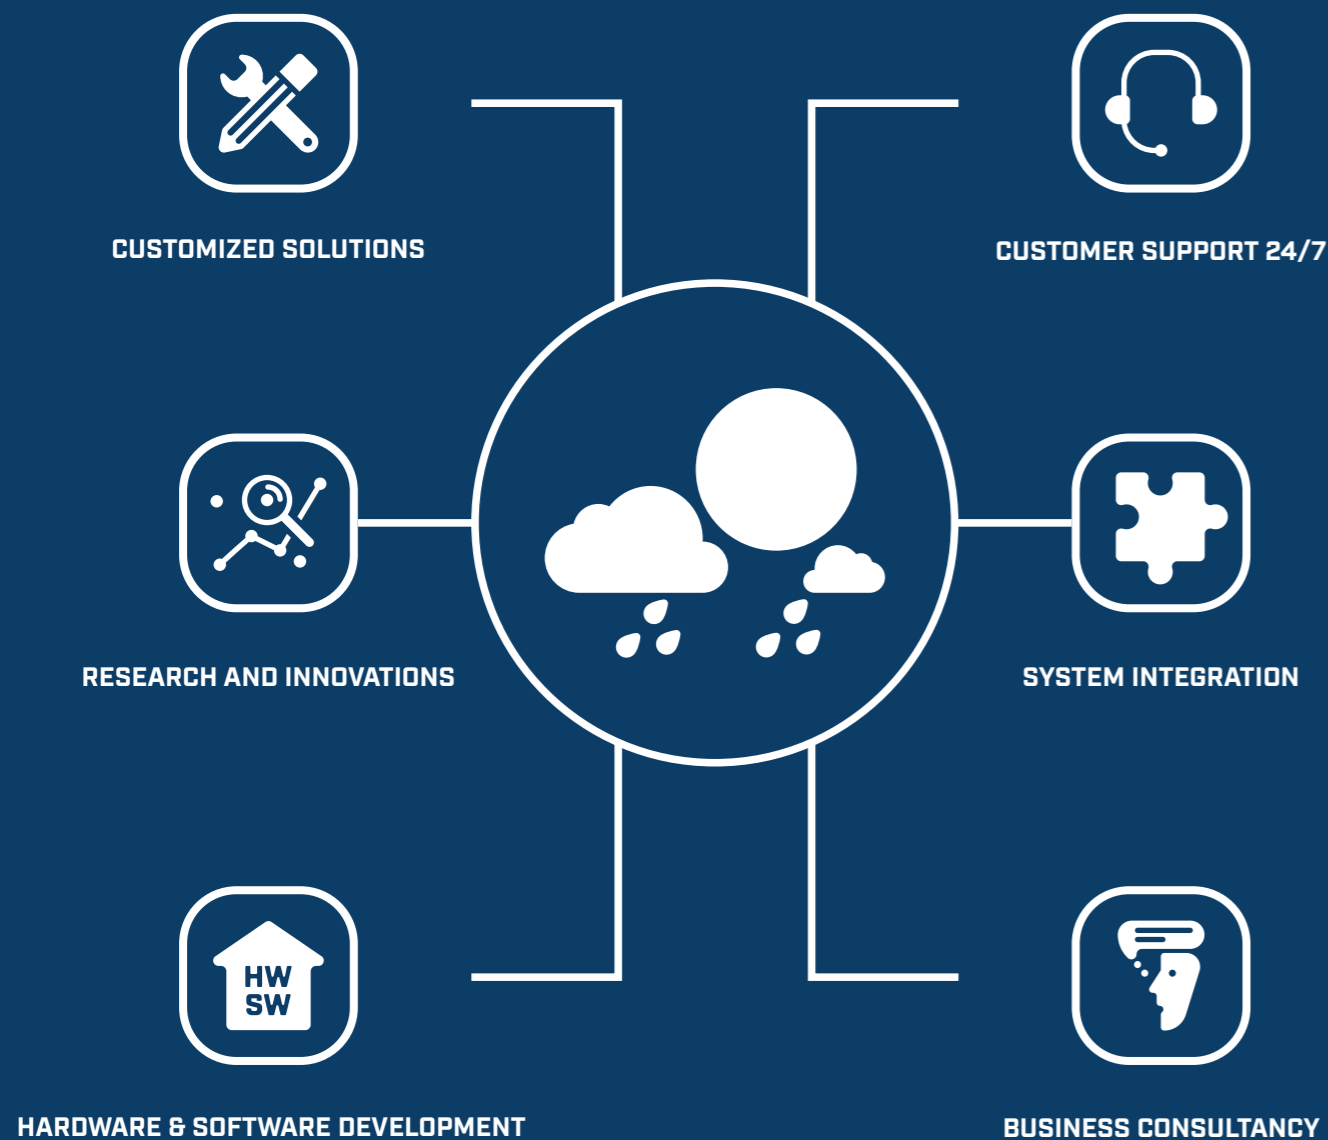 CUSTOMIZED SOLUTIONS
CUSTOMER SUPPORT 24/7
RESEARCH AND INNOVATIONS
SYSTEM INTEGRATION
HW
SW
HARDWARE & SOFTWARE DEVELOPMENT
BUSINESS CONSULTANCY